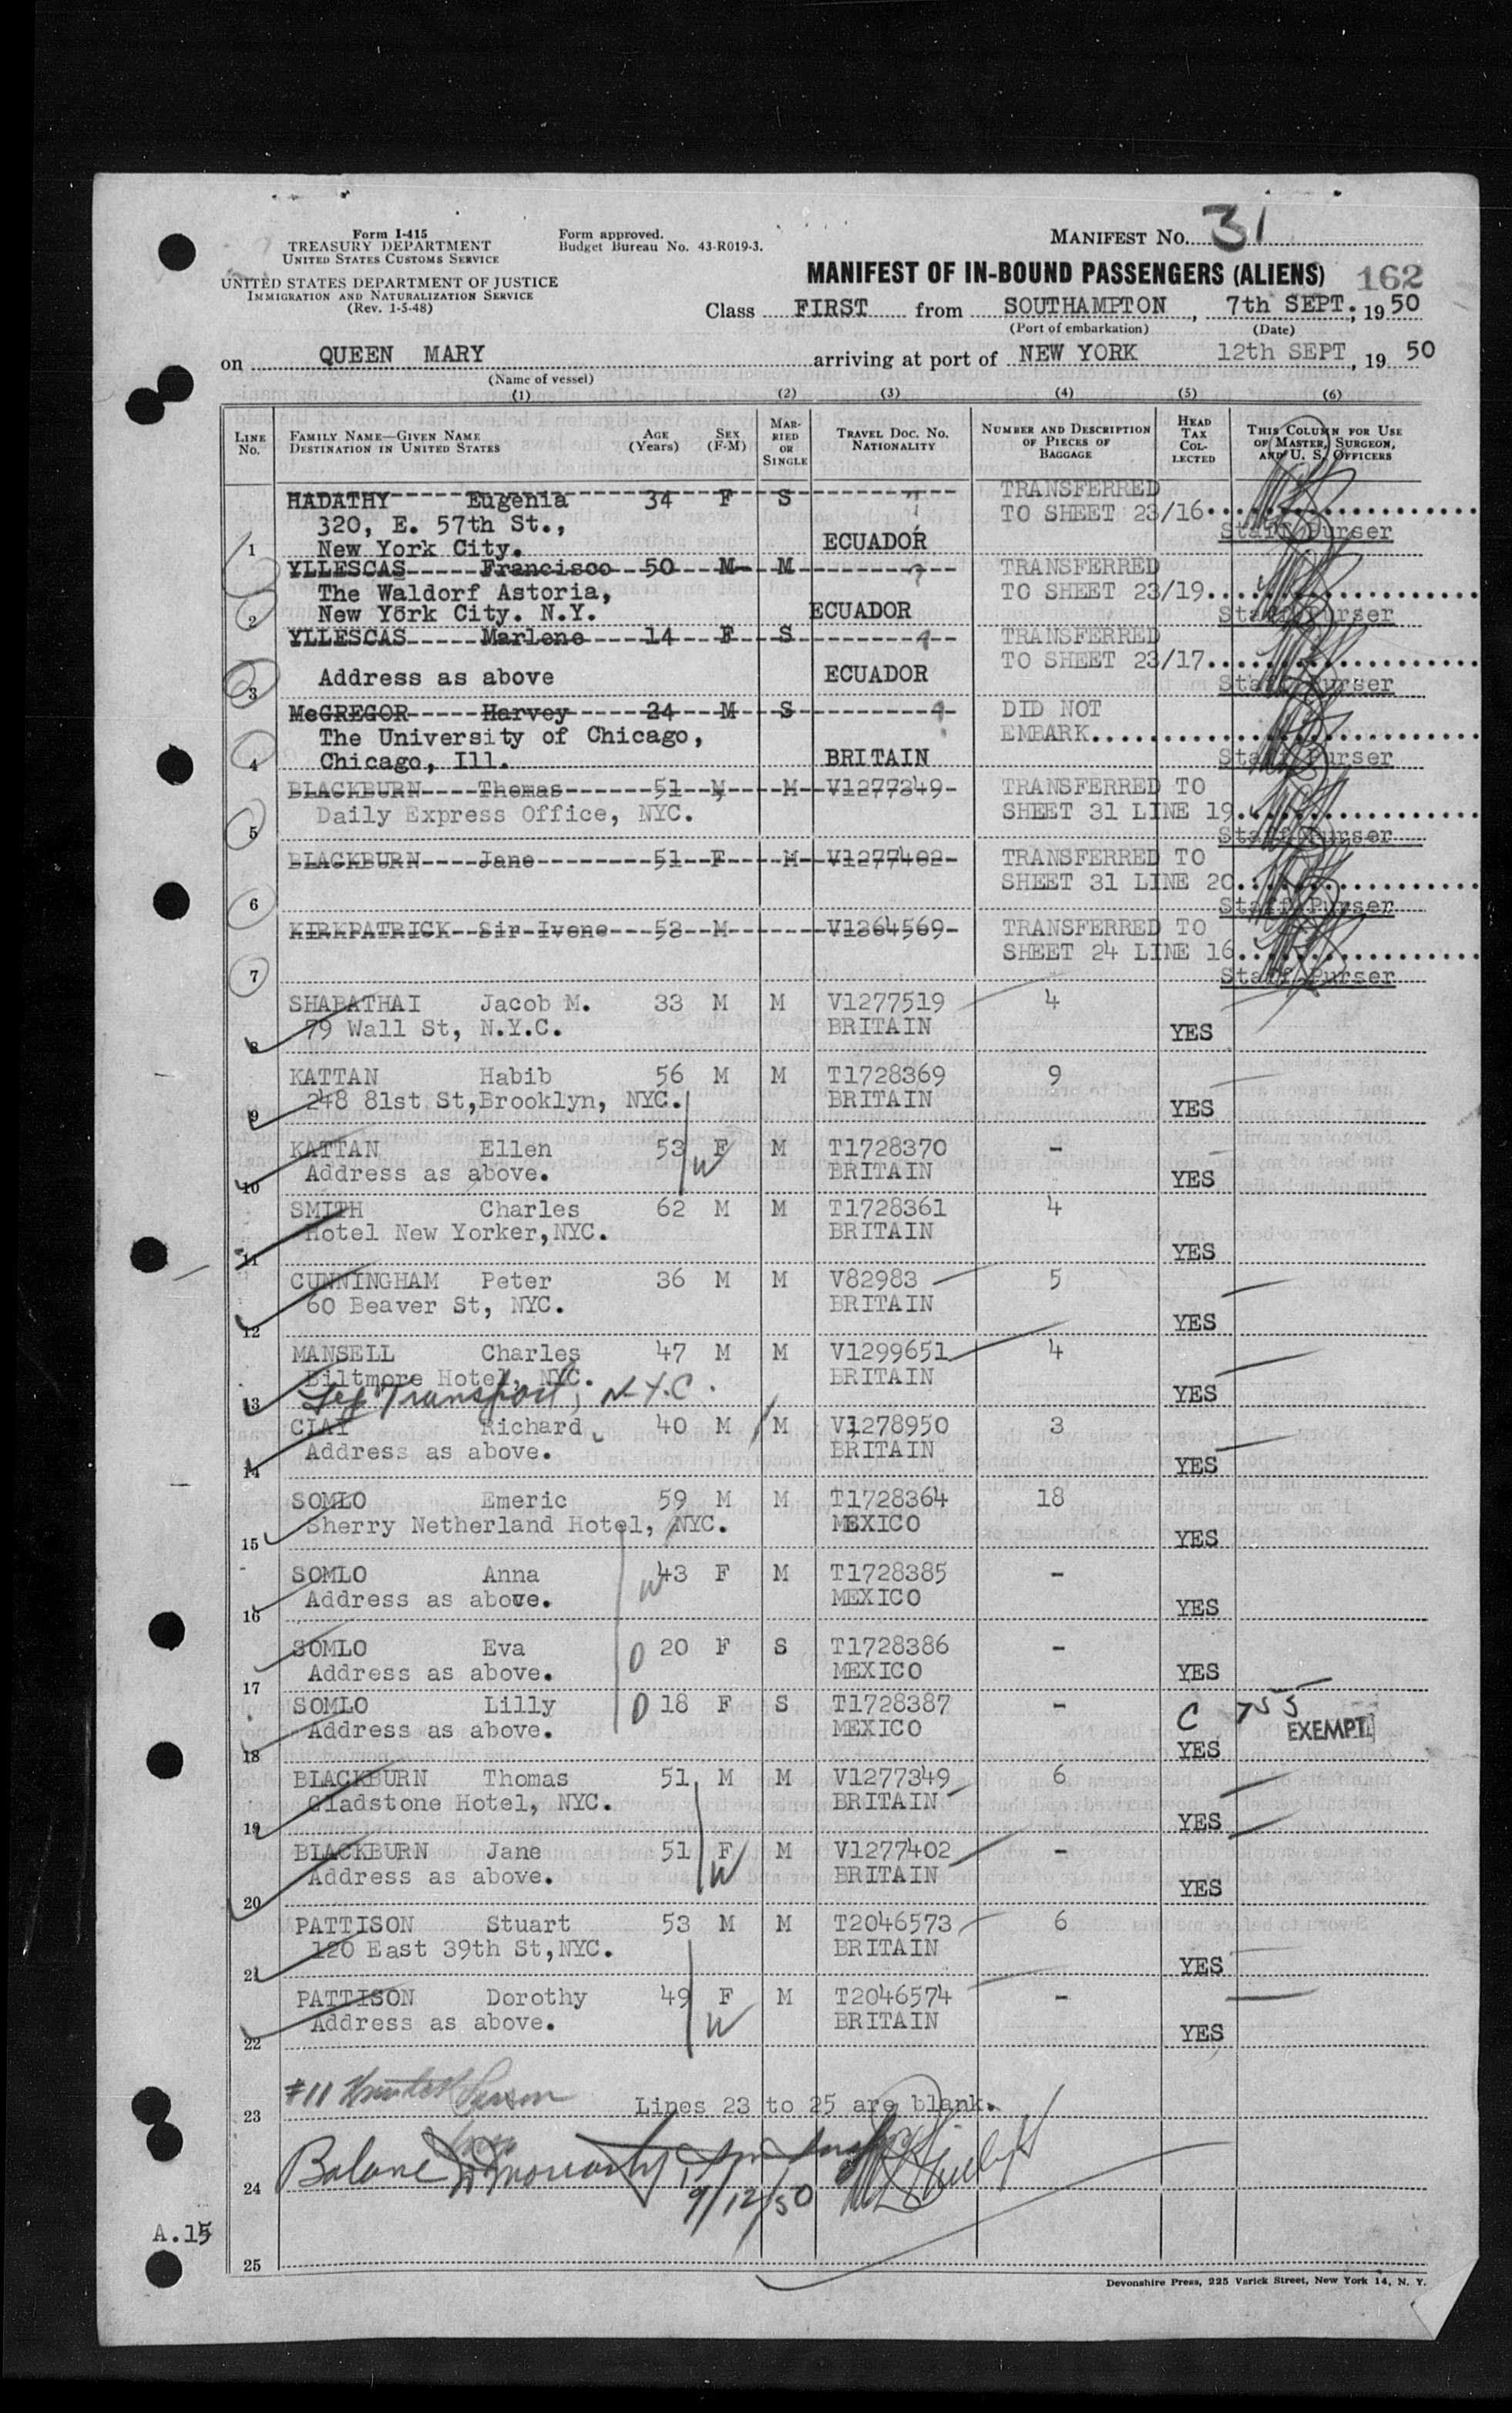 Form I-415
TREASURY DEPARTMENT
UNITED STATES CUSTOMS SERVICE
UNITED STATES DEPARTMENT OF JUSTICE
IMMIGRATION AND NATURALIZATION SERVICE
(Rev. 1-5-48)
Form approved.
Budget Bureau No. 43-R019-3.
MANIFEST NO. 31
MANIFEST OF IN-BOUND PASSENGERS (ALIENS) 162
Class FIRST from SOUTHAMPTON, 7th SEPT., 1950
(Port of embarkation) (Date)
on QUEEN MARY arriving at port of NEW YORK 12th SEPT, 1950
(Name of vessel)
(1) (2) (3) (4) (5) (6)
LINE No. FAMILY NAME—GIVEN NAME DESTINATION IN UNITED STATES AGE (YEARS) SEX (F-M) MARRIED OR SINGLE TRAVEL DOC. NO. NATIONALITY NUMBER AND DESCRIPTION OF PIECES OF BAGGAGE HEAD TAX COLLECTED THIS COLUMN FOR USE OF MASTER, SURGEON, AND U. S. OFFICERS
HADATHY Eugenia 34 F S TRANSFERRED
320, E. 57th St., TO SHEET 23/16
1 New York City. ECUADOR Staff Purser
YLLESCAS Francisco 50 M M TRANSFERRED
The Waldorf Astoria, TO SHEET 23/19
2 New York City. N.Y. ECUADOR Staff Purser
YLLESCAS Marlene 14 F S TRANSFERRED
TO SHEET 23/17
3 Address as above ECUADOR Staff Purser
McGREGOR Harvey 24 M S DID NOT
The University of Chicago, EMBARK
4 Chicago, Ill. BRITAIN Staff Purser
BLACKBURN Thomas 51 M M V1277349 TRANSFERRED TO
Daily Express Office, NYC. SHEET 31 LINE 19
5 Staff Purser
BLACKBURN Jane 51 F M V1277402 TRANSFERRED TO
SHEET 31 LINE 20
6 Staff Purser
KIRKPATRICK Sir Ivone 53 M V1364569 TRANSFERRED TO
SHEET 24 LINE 16
7 Staff Purser
SHABATHAI Jacob M. 33 M M V1277519 4
8 79 Wall St, N.Y.C. BRITAIN YES
KATTAN Habib 56 M M T1728369 9
9 248 81st St,Brooklyn, NYC. BRITAIN YES
KATTAN Ellen 53 F M T1728370 -
W
10 Address as above. BRITAIN YES
SMITH Charles 62 M M T1728361 4
11 Hotel New Yorker,NYC. BRITAIN YES
CUNNINGHAM Peter 36 M M V82983 5
12 60 Beaver St, NYC. BRITAIN YES
MANSELL Charles 47 M M V1299651 4
Biltmore Hotel, NYC. BRITAIN
13 Transport, N.Y.C. YES
CLAY Richard 40 M M V1278950 3
14 Address as above. BRITAIN YES
SOMLO Emeric 59 M M T1728364 18
15 Sherry Netherland Hotel, NYC. MEXICO YES
SOMLO Anna W 43 F M T1728385 -
16 Address as above. MEXICO YES
SOMLO Eva D 20 F S T1728386 -
17 Address as above. MEXICO YES
SOMLO Lilly D 18 F S T1728387 - C 755
EXEMPT
18 Address as above. MEXICO YES
BLACKBURN Thomas 51 M M V1277349 6
19 Gladstone Hotel, NYC. BRITAIN YES
BLACKBURN Jane 51 F M V1277402 -
W
20 Address as above. BRITAIN YES
PATTISON Stuart 53 M M T2046573 6
21 120 East 39th St,NYC. BRITAIN YES
PATTISON Dorothy 49 F M T2046574 -
W
22 Address as above. BRITAIN YES
#11
23 Lines 23 to 25 are blank.
24 Moriarty
9/12/50
A.15
25
Devonshire Press, 225 Varick Street, New York 14, N. Y.